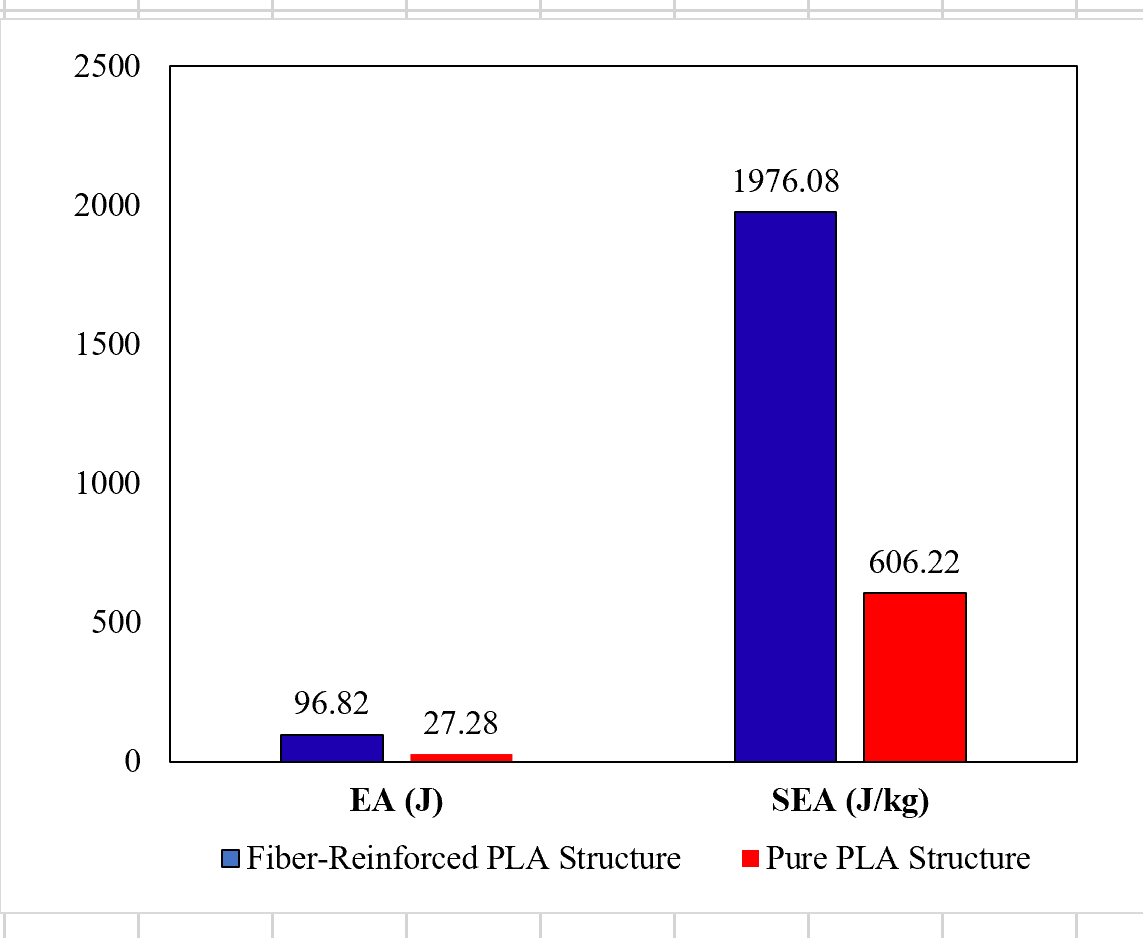 2500
2000
1500
1000
500
0
1976.08
606.22
96.82
27.28
EA (J)
SEA (J/kg)
Fiber-Reinforced PLA Structure
Pure PLA Structure